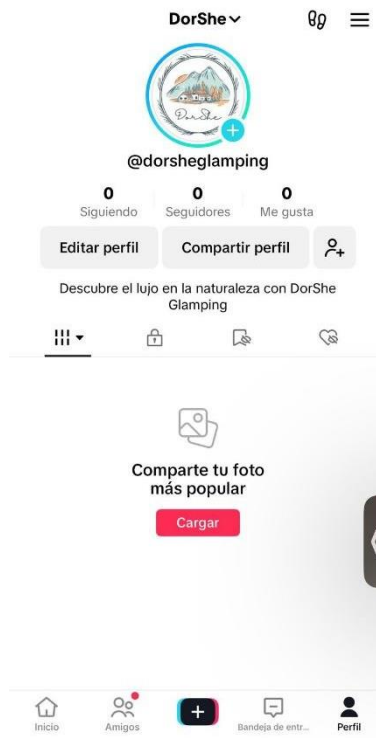 DorShe
DorShe
@dorsheglamping
0 0 0
Siguiendo Seguidores Me gusta
Editar perfil Compartir perfil
Descubre el lujo en la naturaleza con DorShe
Glamping
Comparte tu foto
más popular
Cargar
Inicio Amigos Bandeja de entr... Perfil